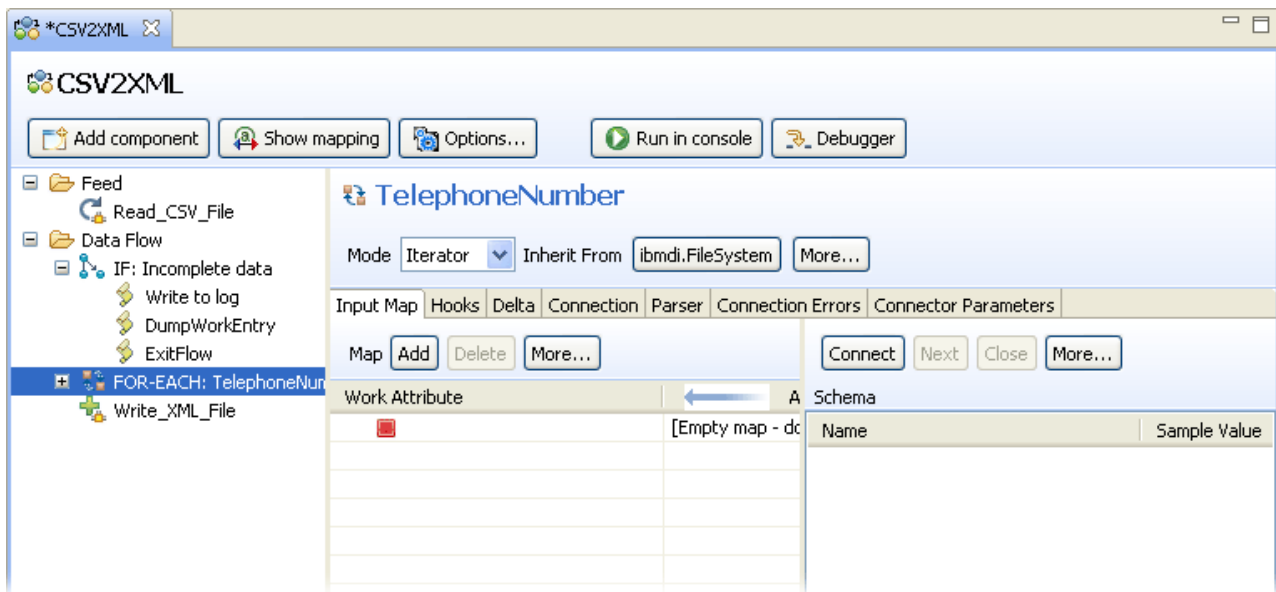 *CSV2XML
CSV2XML
Add component Show mapping Options... Run in console Debugger
Feed
Read_CSV_File
Data Flow
IF: Incomplete data
Write to log
DumpWorkEntry
ExitFlow
FOR-EACH: TelephoneNum
Write_XML_File
TelephoneNumber
Mode Iterator Inherit From ibmdi.FileSystem More...
Input Map Hooks Delta Connection Parser Connection Errors Connector Parameters
Map Add Delete More...
Connect Next Close More...
Work Attribute A
Schema
[Empty map - do
Name Sample Value